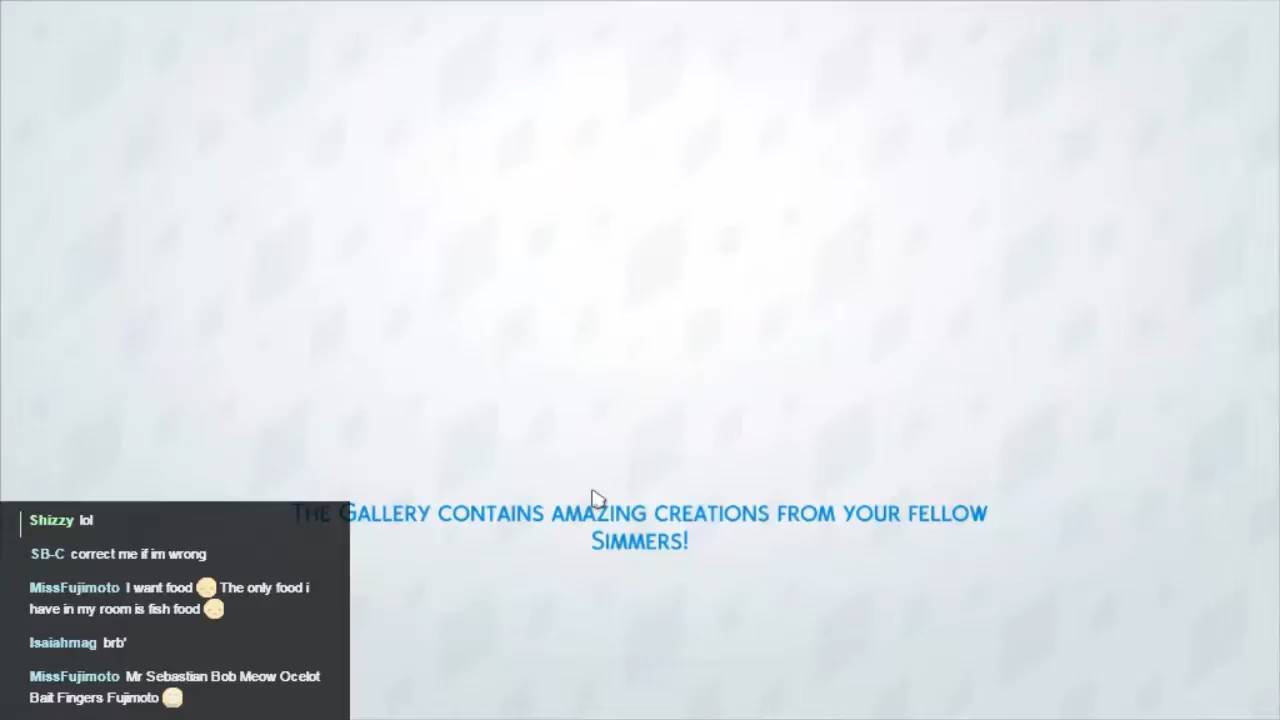 THE GALLERY CONTAINS AMAZING CREATIONS FROM YOUR FELLOW
SIMMERS!
Shizzy lol
SB-C correct me if im wrong
MissFujimoto I want food The only food i
have in my room is fish food
Isaiahmag brb'
MissFujimoto Mr Sebastian Bob Meow Ocelot
Bait Fingers Fujimoto